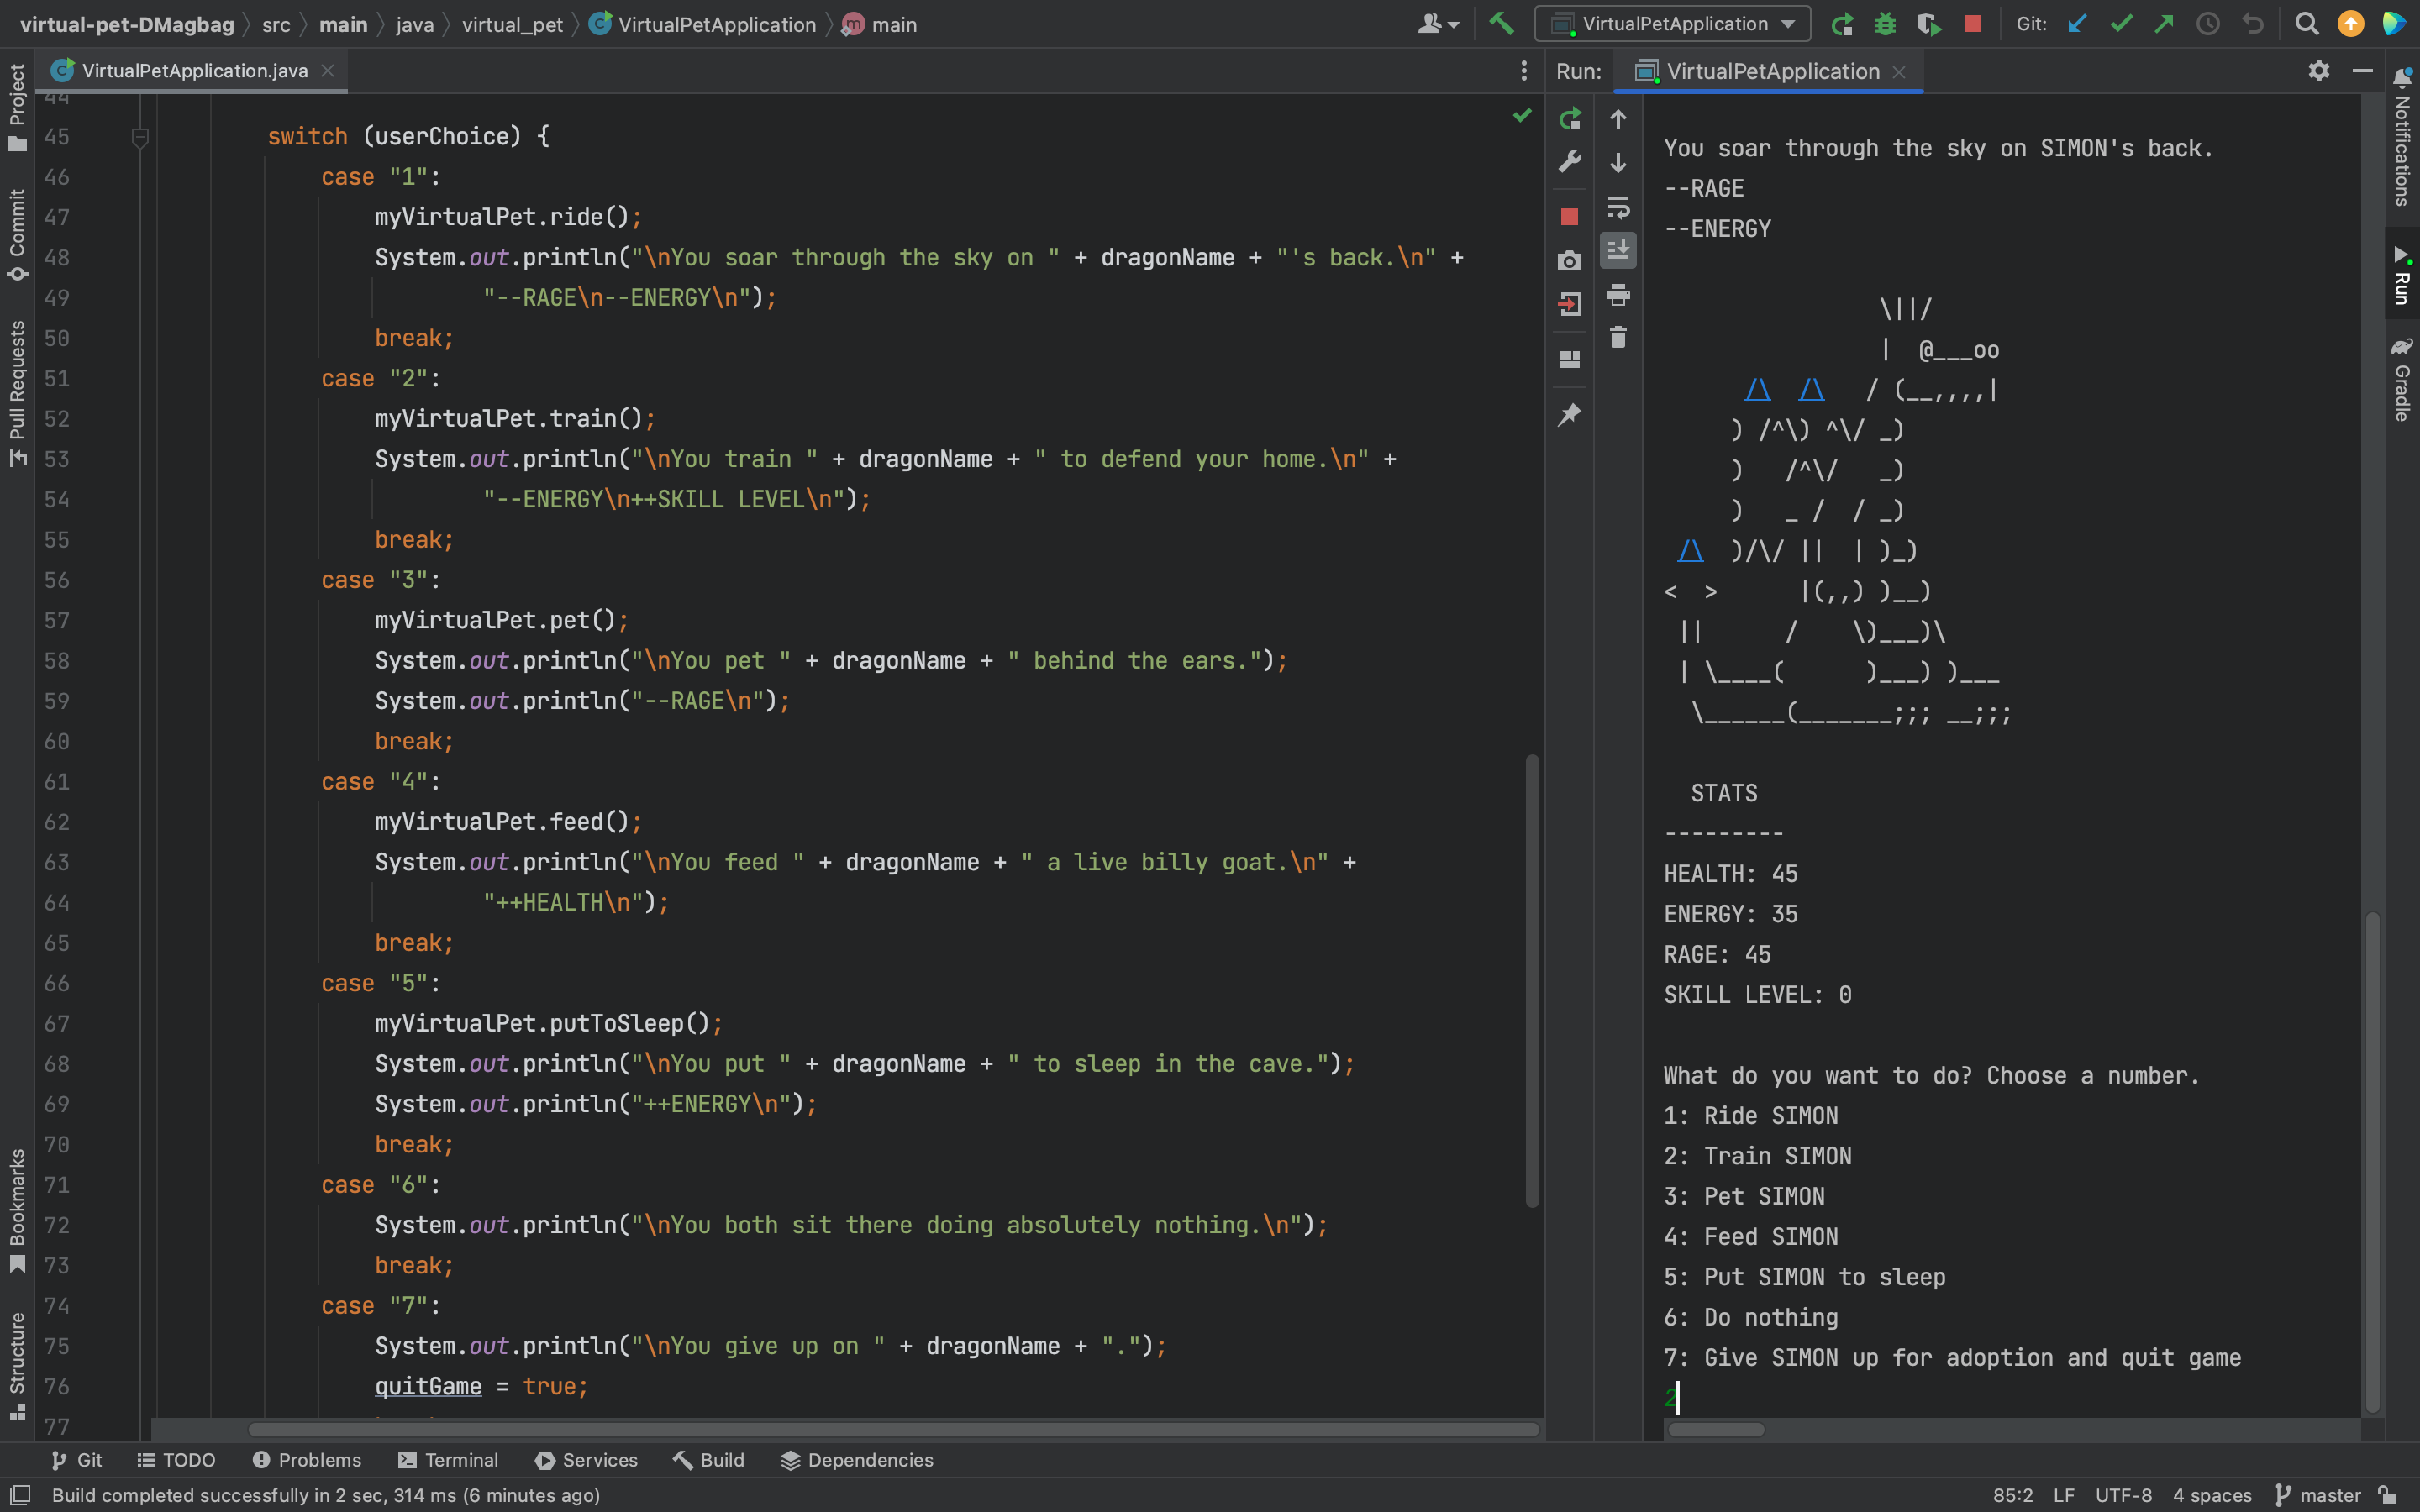 virtual-pet-DMagbag src main java virtual_pet VirtualPetApplication main
VirtualPetApplication
Git:
VirtualPetApplication.java
Run: VirtualPetApplication
Project
Commit
Pull Requests
Bookmarks
Structure
44
45 switch (userChoice) {
46 case "1":
47 myVirtualPet.ride();
48 System.out.println("\nYou soar through the sky on " + dragonName + "'s back.\n" +
49 "--RAGE\n--ENERGY\n");
50 break;
51 case "2":
52 myVirtualPet.train();
53 System.out.println("\nYou train " + dragonName + " to defend your home.\n" +
54 "--ENERGY\n++SKILL LEVEL\n");
55 break;
56 case "3":
57 myVirtualPet.pet();
58 System.out.println("\nYou pet " + dragonName + " behind the ears.");
59 System.out.println("--RAGE\n");
60 break;
61 case "4":
62 myVirtualPet.feed();
63 System.out.println("\nYou feed " + dragonName + " a live billy goat.\n" +
64 "++HEALTH\n");
65 break;
66 case "5":
67 myVirtualPet.putToSleep();
68 System.out.println("\nYou put " + dragonName + " to sleep in the cave.");
69 System.out.println("++ENERGY\n");
70 break;
71 case "6":
72 System.out.println("\nYou both sit there doing absolutely nothing.\n");
73 break;
74 case "7":
75 System.out.println("\nYou give up on " + dragonName + ".");
76 quitGame = true;
77
You soar through the sky on SIMON's back.
--RAGE
--ENERGY
                \||/
                |  @___oo
      /\  /\   / (__,,,,|
     ) /^\) ^\/ _)
     )   /^\/   _)
     )   _ /  / _)
 /\  )/\/ ||  | )_)
<  >      |(,,) )__)
 ||      /    \)___)\
 | \____(      )___) )___
  \______(_______;;; __;;;
STATS
---------
HEALTH: 45
ENERGY: 35
RAGE: 45
SKILL LEVEL: 0
What do you want to do? Choose a number.
1: Ride SIMON
2: Train SIMON
3: Pet SIMON
4: Feed SIMON
5: Put SIMON to sleep
6: Do nothing
7: Give SIMON up for adoption and quit game
2
Notifications
Run
Gradle
Git TODO Problems Terminal Services Build Dependencies
Build completed successfully in 2 sec, 314 ms (6 minutes ago)
85:2 LF UTF-8 4 spaces master